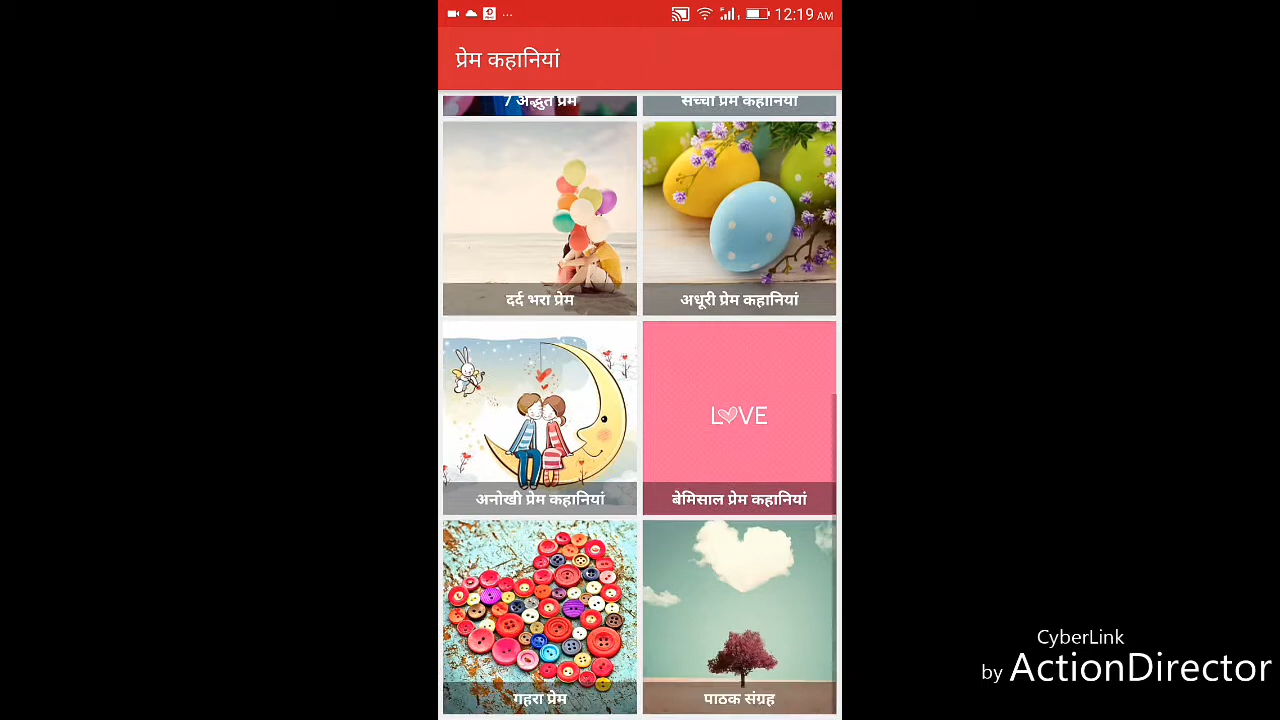 12:19 AM
प्रेम कहानियां
7 अद्भुत प्रेम
सच्ची प्रेम कहानियां
दर्द भरा प्रेम
अधूरी प्रेम कहानियां
LOVE
अनोखी प्रेम कहानियां
बेमिसाल प्रेम कहानियां
गहरा प्रेम
पाठक संग्रह
CyberLink
by ActionDirector